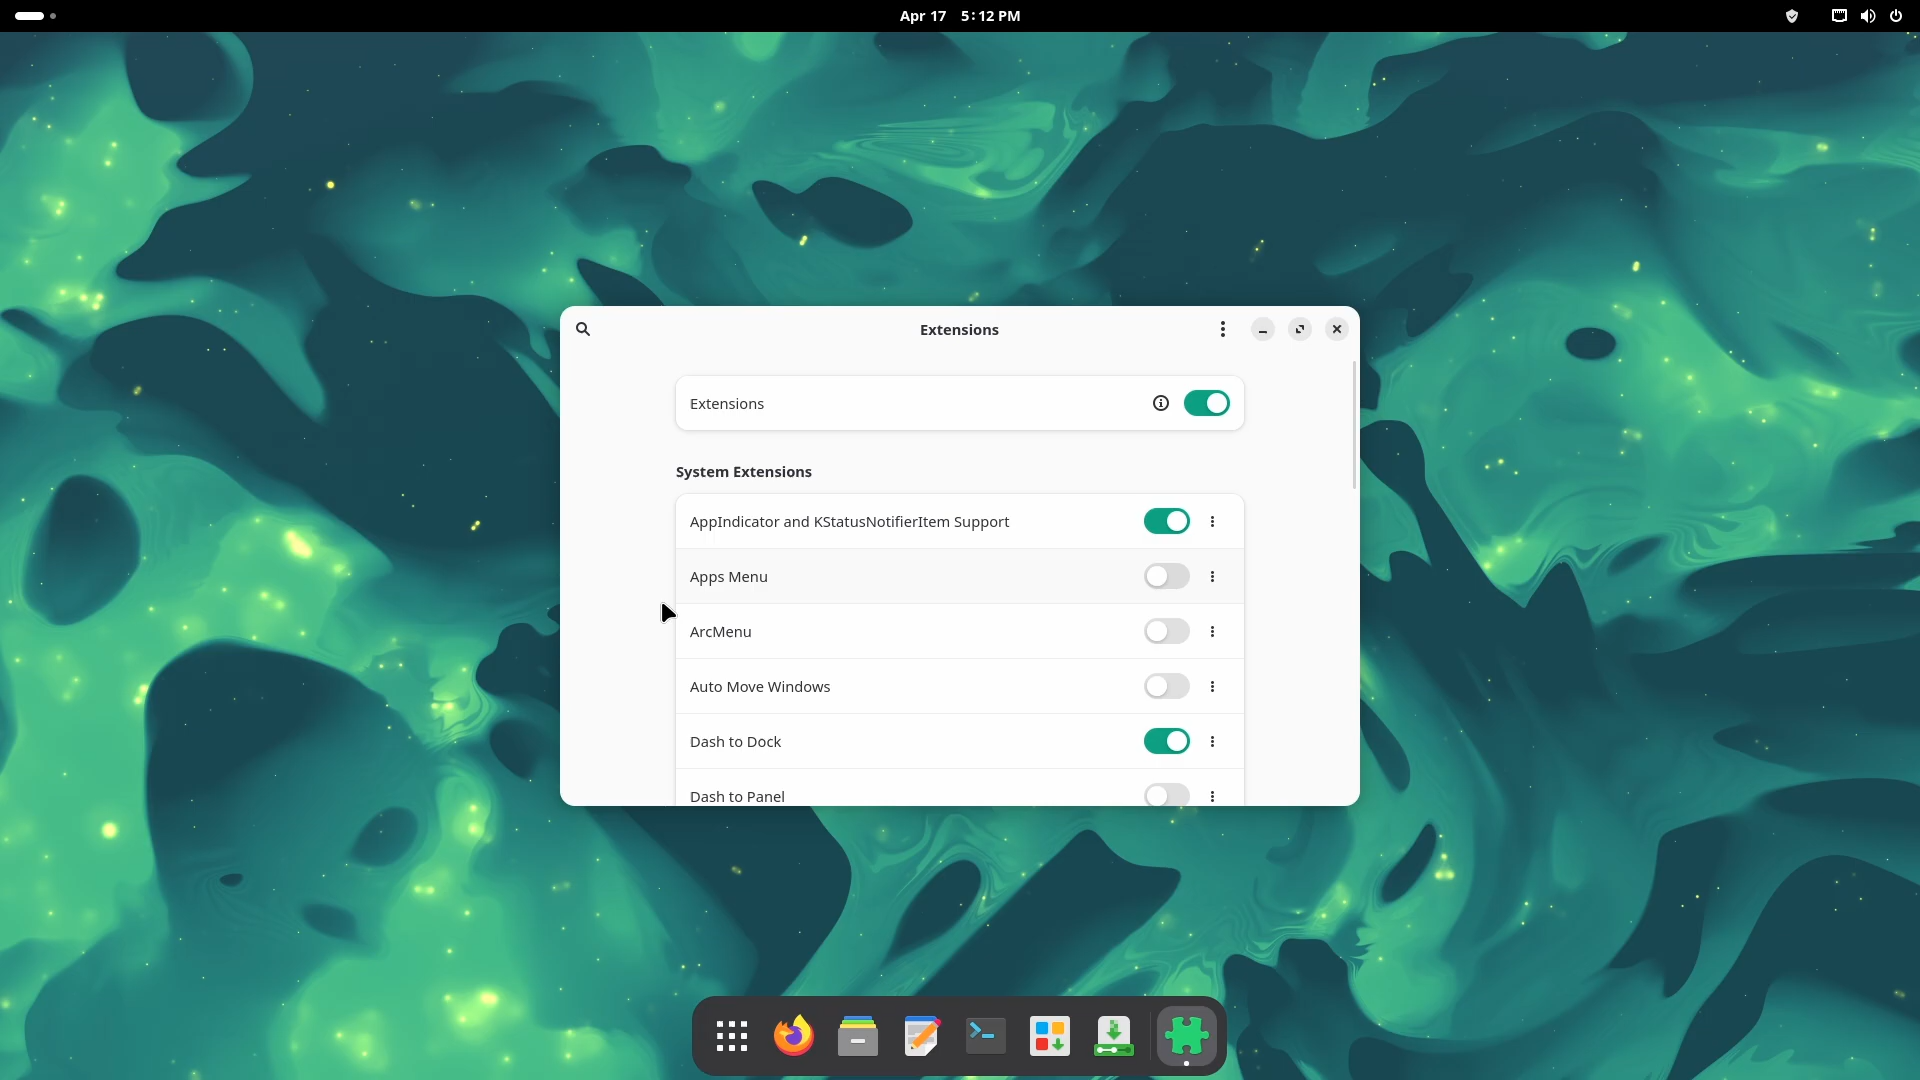 Apr 17 5:12 PM
Extensions
Extensions
System Extensions
AppIndicator and KStatusNotifierItem Support
Apps Menu
ArcMenu
Auto Move Windows
Dash to Dock
Dash to Panel